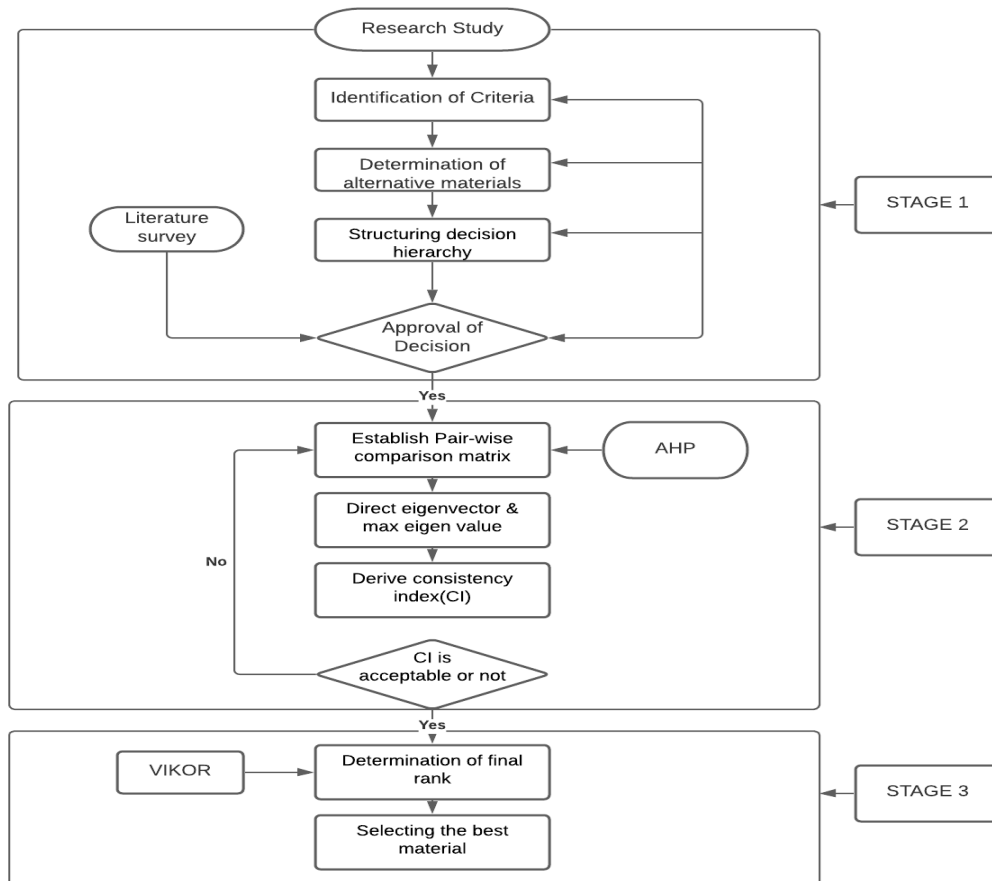 Research Study
Identification of Criteria
Determination of
alternative materials
STAGE 1
Literature
survey
Structuring decision
hierarchy
Approval of
Decision
Yes
Establish Pair-wise
comparison matrix
AHP
Direct eigenvector &
max eigen value
STAGE 2
No
Derive consistency
index(CI)
CI is
acceptable or not
Yes
VIKOR
Determination of final
rank
STAGE 3
Selecting the best
material